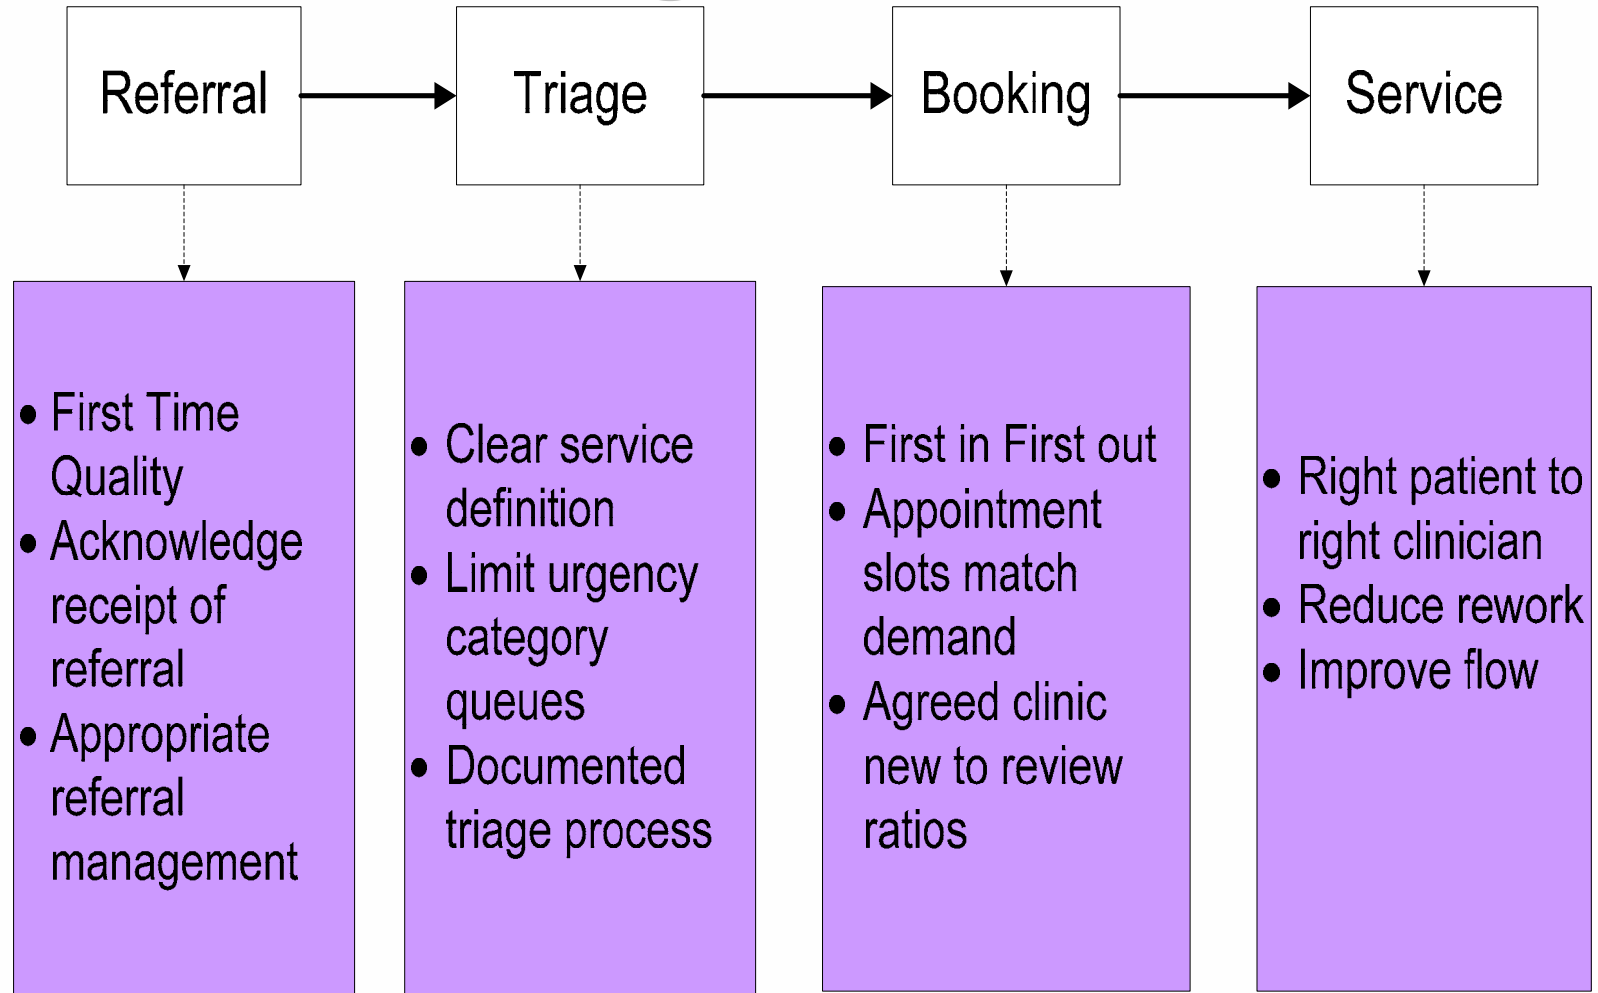 Referral
Triage
Booking
Service
• First Time
Quality
• Acknowledge
receipt of
referral
• Appropriate
referral
management
• Clear service
definition
• Limit urgency
category
queues
• Documented
triage process
• First in First out
• Appointment
slots match
demand
• Agreed clinic
new to review
ratios
• Right patient to
right clinician
• Reduce rework
• Improve flow